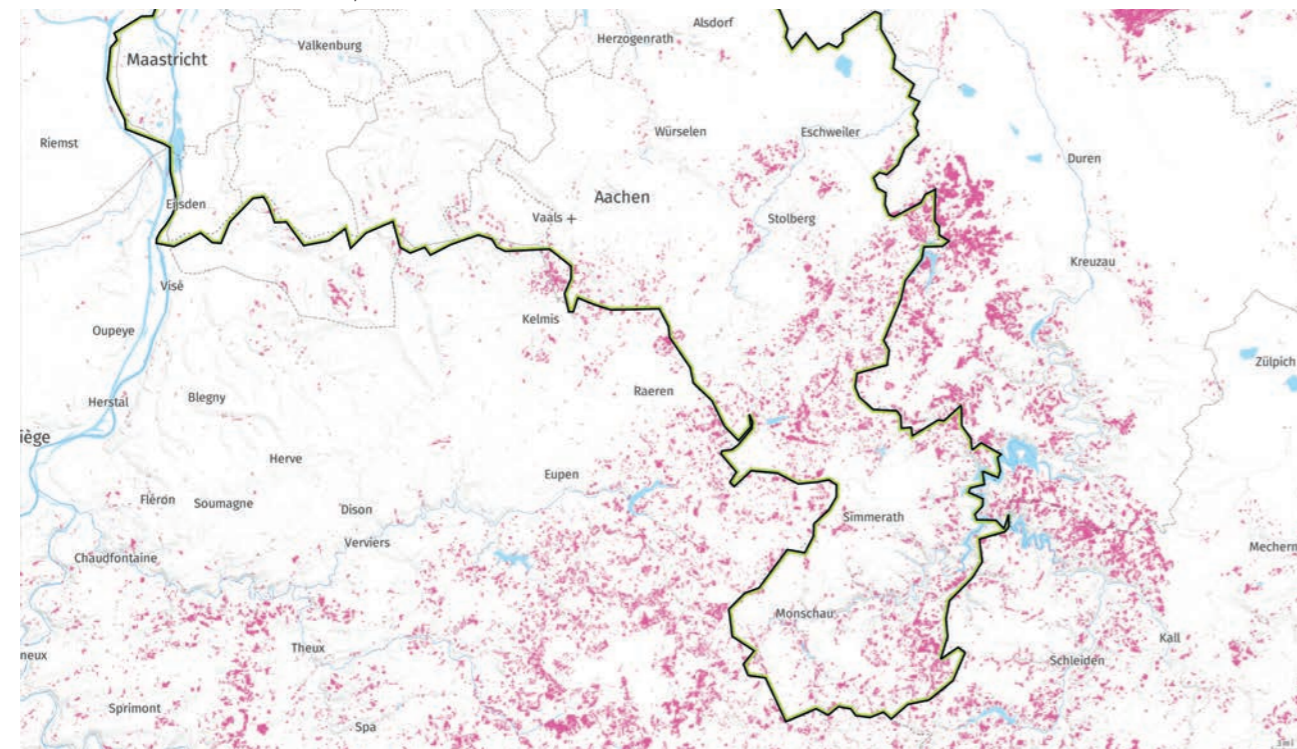 Alsdorf
Herzogenrath
Valkenburg
Maastricht
Riemst
Würselen
Eschweiler
Duren
Aachen
Vaals
Stolberg
Eijsden
Kreuzau
Visé
Oupeye
Kelmis
Zülpich
Raeren
Herstal
Blegny
iège
Herve
Eupen
Fléron
Soumagne
Dison
Simmerath
Verviers
Mechern
Chaudfontaine
Monschau
Kall
Theux
neux
Schleiden
Sprimont
Spa